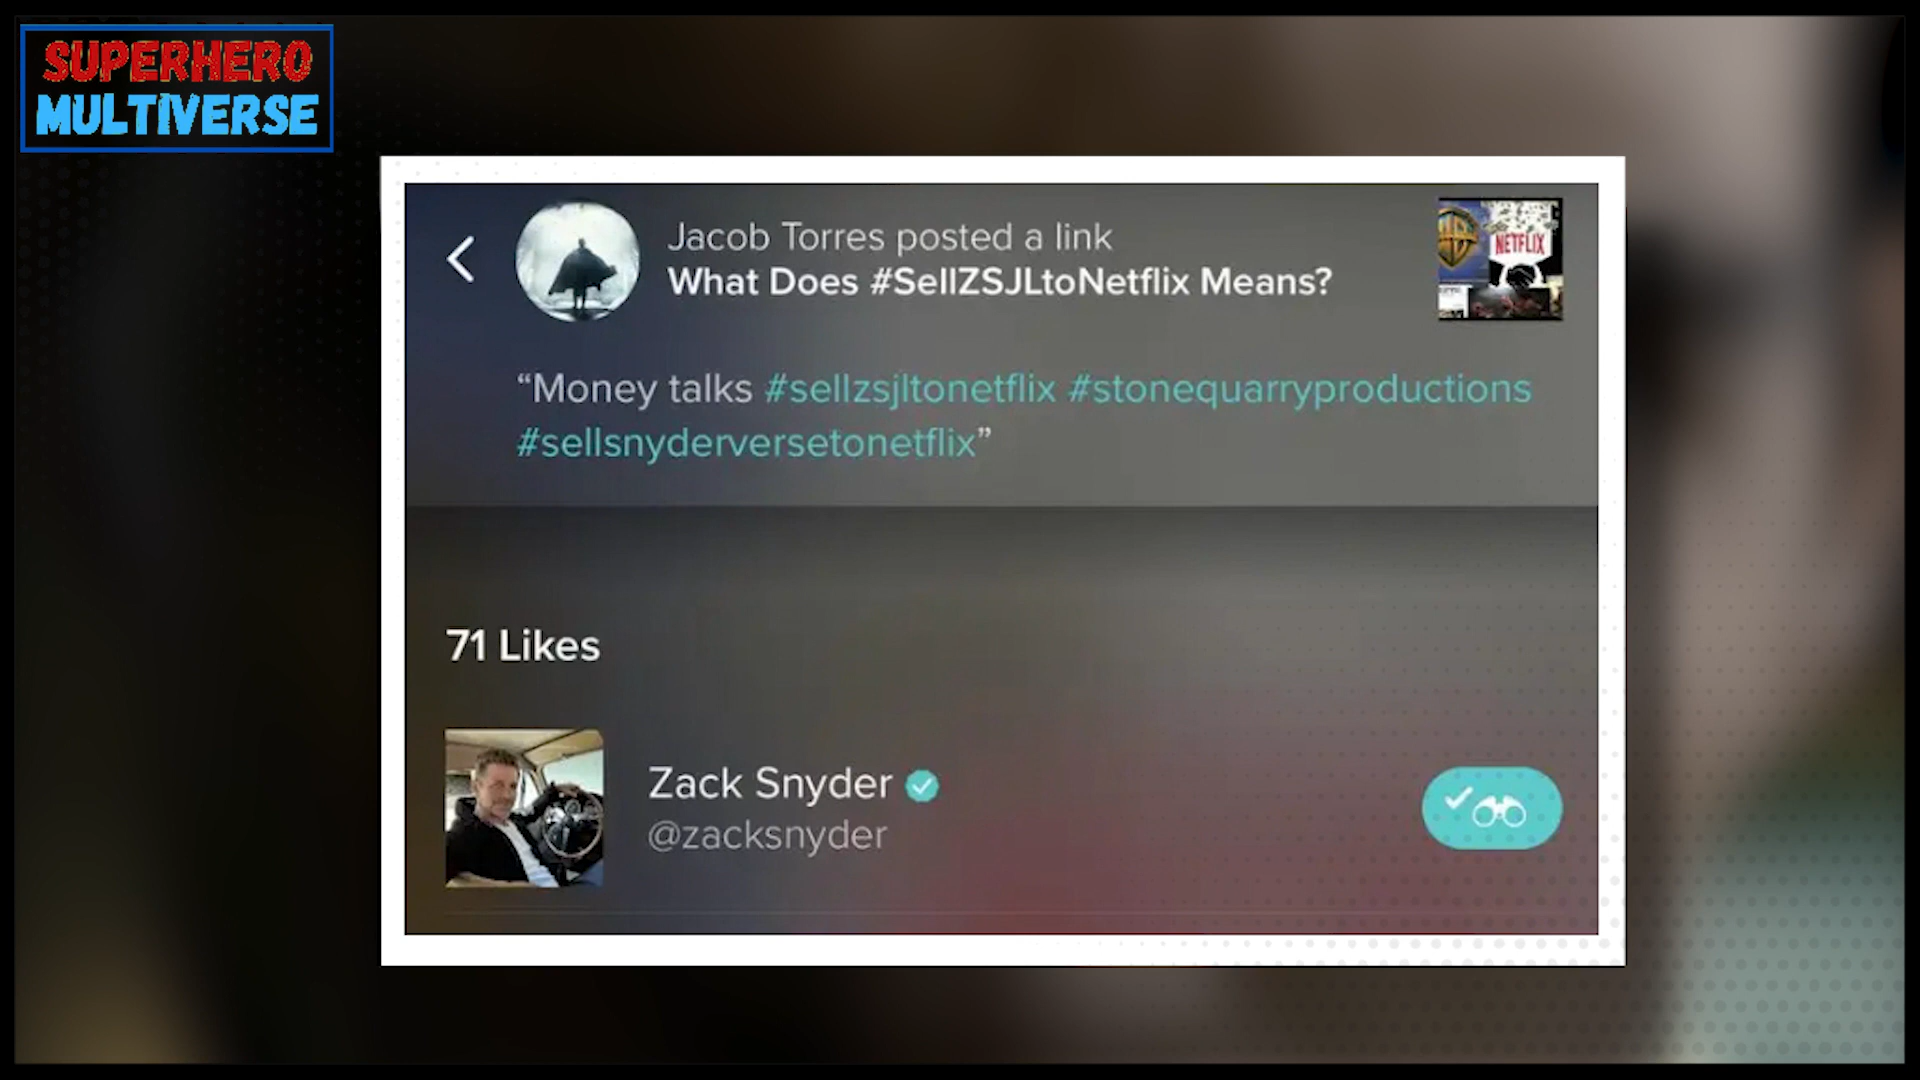 SUPERHERO
MULTIVERSE
Jacob Torres posted a link
What Does #SellZSJLtoNetflix Means?
NETFLIX
“Money talks #sellzsjltonetflix #stonequarryproductions
#sellsnyderversetonetflix”
71 Likes
Zack Snyder
@zacksnyder